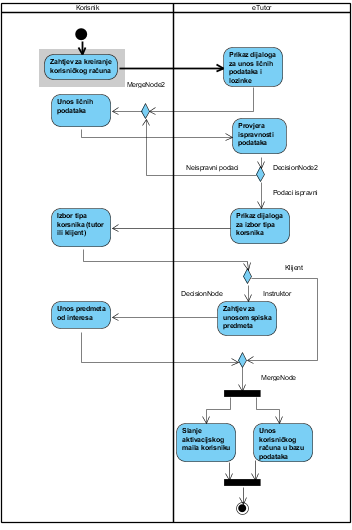 Korisnik
eTutor
Zahtjev za kreiranje
korisničkog računa
Prikaz dijaloga
za unos ličnih
podataka i
lozinke
MergeNode2
Unos ličnih
podataka
Provjera
ispravnosti
podataka
Neispravni podaci
DecisionNode2
Podaci ispravni
Izbor tipa
korsnika (tutor
ili klijent)
Prikaz dijaloga
za izbor tipa
korsnika
Klijent
DecisionNode
Instruktor
Unos predmeta
od interesa
Zahtjev za
unosom spiska
predmeta
MergeNode
Slanje
aktivacijskog
maila korisniku
Unos
korisničkog
računa u bazu
podataka